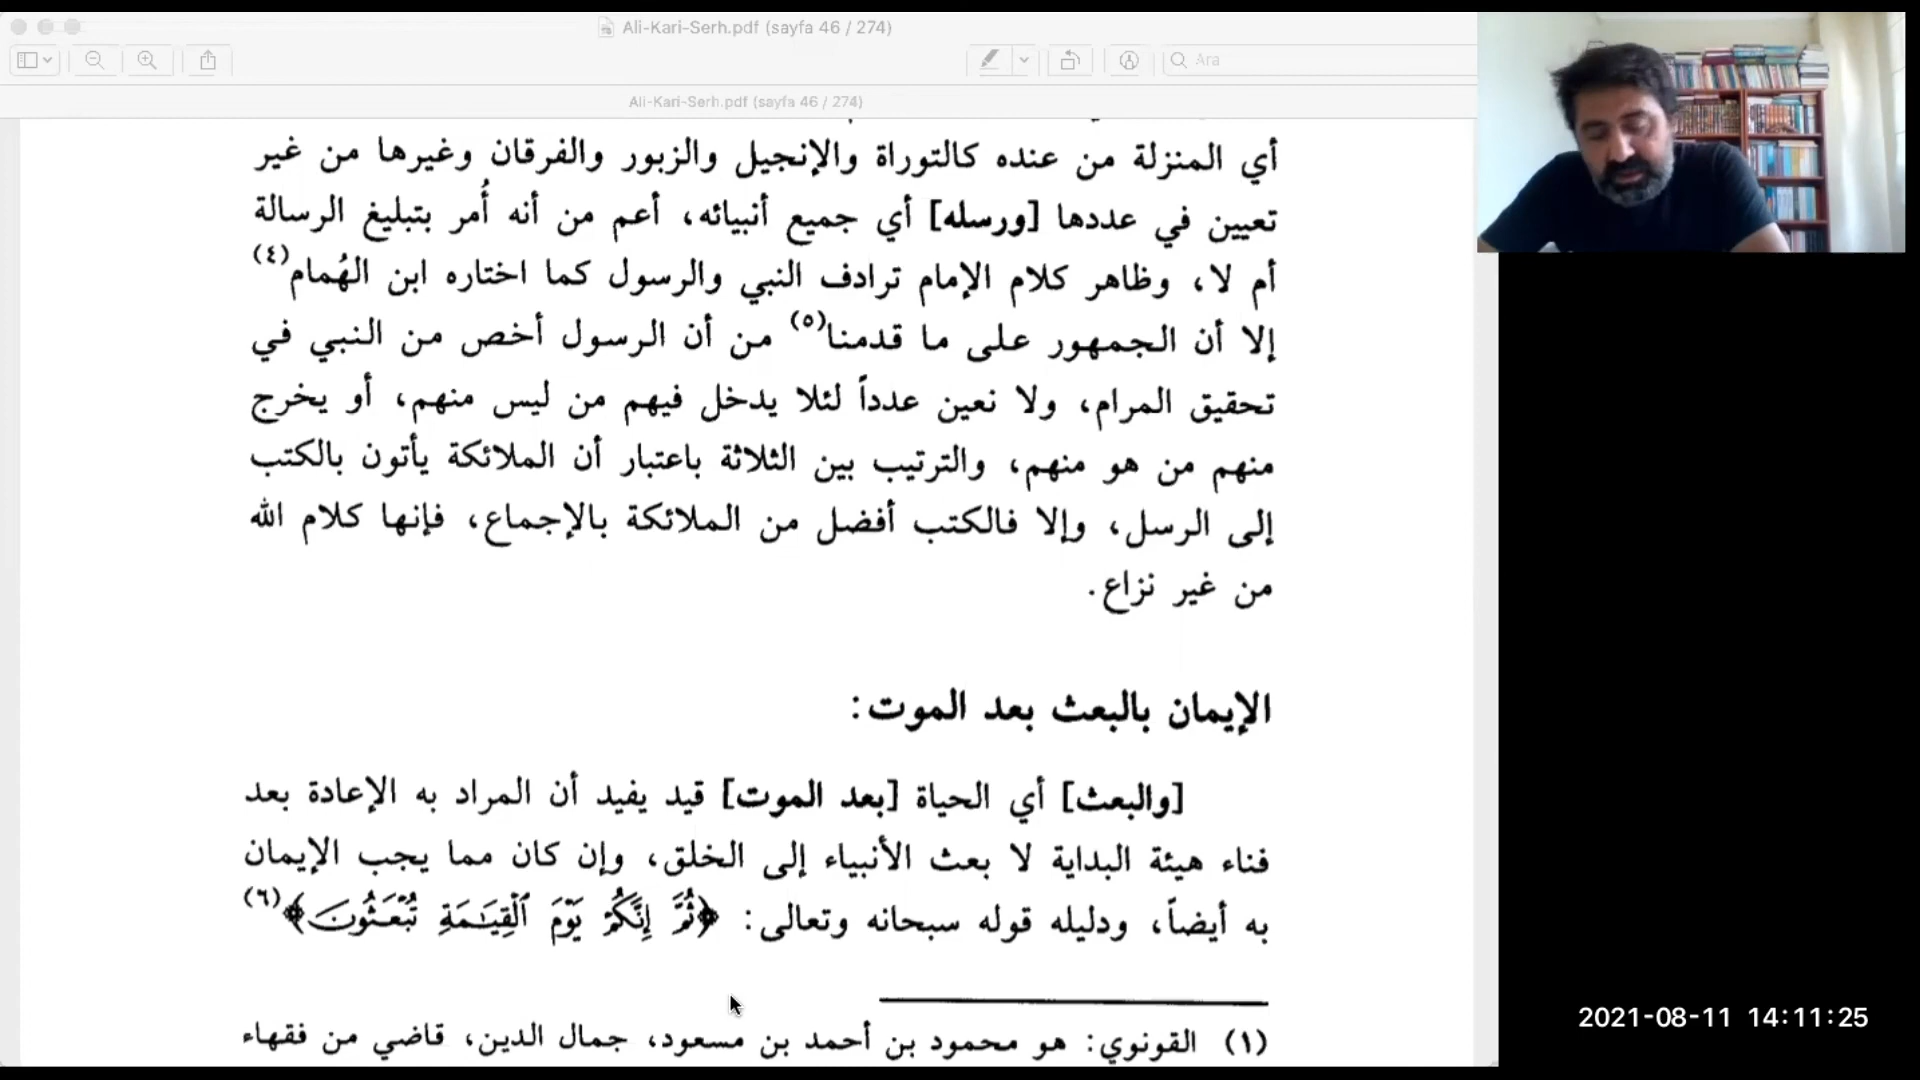 Ali-Kari-Serh.pdf (sayfa 46 / 274)
Ara
Ali-Kari-Serh.pdf (sayfa 46 / 274)
أي المنزلة من عنده كالتوراة والإنجيل والزبور والفرقان وغيرها من غير
تعيين في عددها [ورسله] أي جميع أنبيائه، أعم من أنه أُمر بتبليغ الرسالة
أم لا، وظاهر كلام الإمام ترادف النبي والرسول كما اختاره ابن الهُمام(٤)
إلا أن الجمهور على ما قدمنا(٥) من أن الرسول أخص من النبي في
تحقيق المرام، ولا نعين عدداً لئلا يدخل فيهم من ليس منهم، أو يخرج
منهم من هو منهم، والترتيب بين الثلاثة باعتبار أن الملائكة يأتون بالكتب
إلى الرسل، وإلا فالكتب أفضل من الملائكة بالإجماع، فإنها كلام الله
من غير نزاع.
الإيمان بالبعث بعد الموت:
[والبعث] أي الحياة [بعد الموت] قيد يفيد أن المراد به الإعادة بعد
فناء هيئة البداية لا بعث الأنبياء إلى الخلق، وإن كان مما يجب الإيمان
به أيضاً، ودليله قوله سبحانه وتعالى: ﴿ثُمَّ إِنَّكُمْ يَوْمَ ٱلْقِيَـٰمَةِ تُبْعَثُونَ﴾(٦)
(١) القونوي: هو محمود بن أحمد بن مسعود، جمال الدين، قاضي من فقهاء
2021-08-11 14:11:25